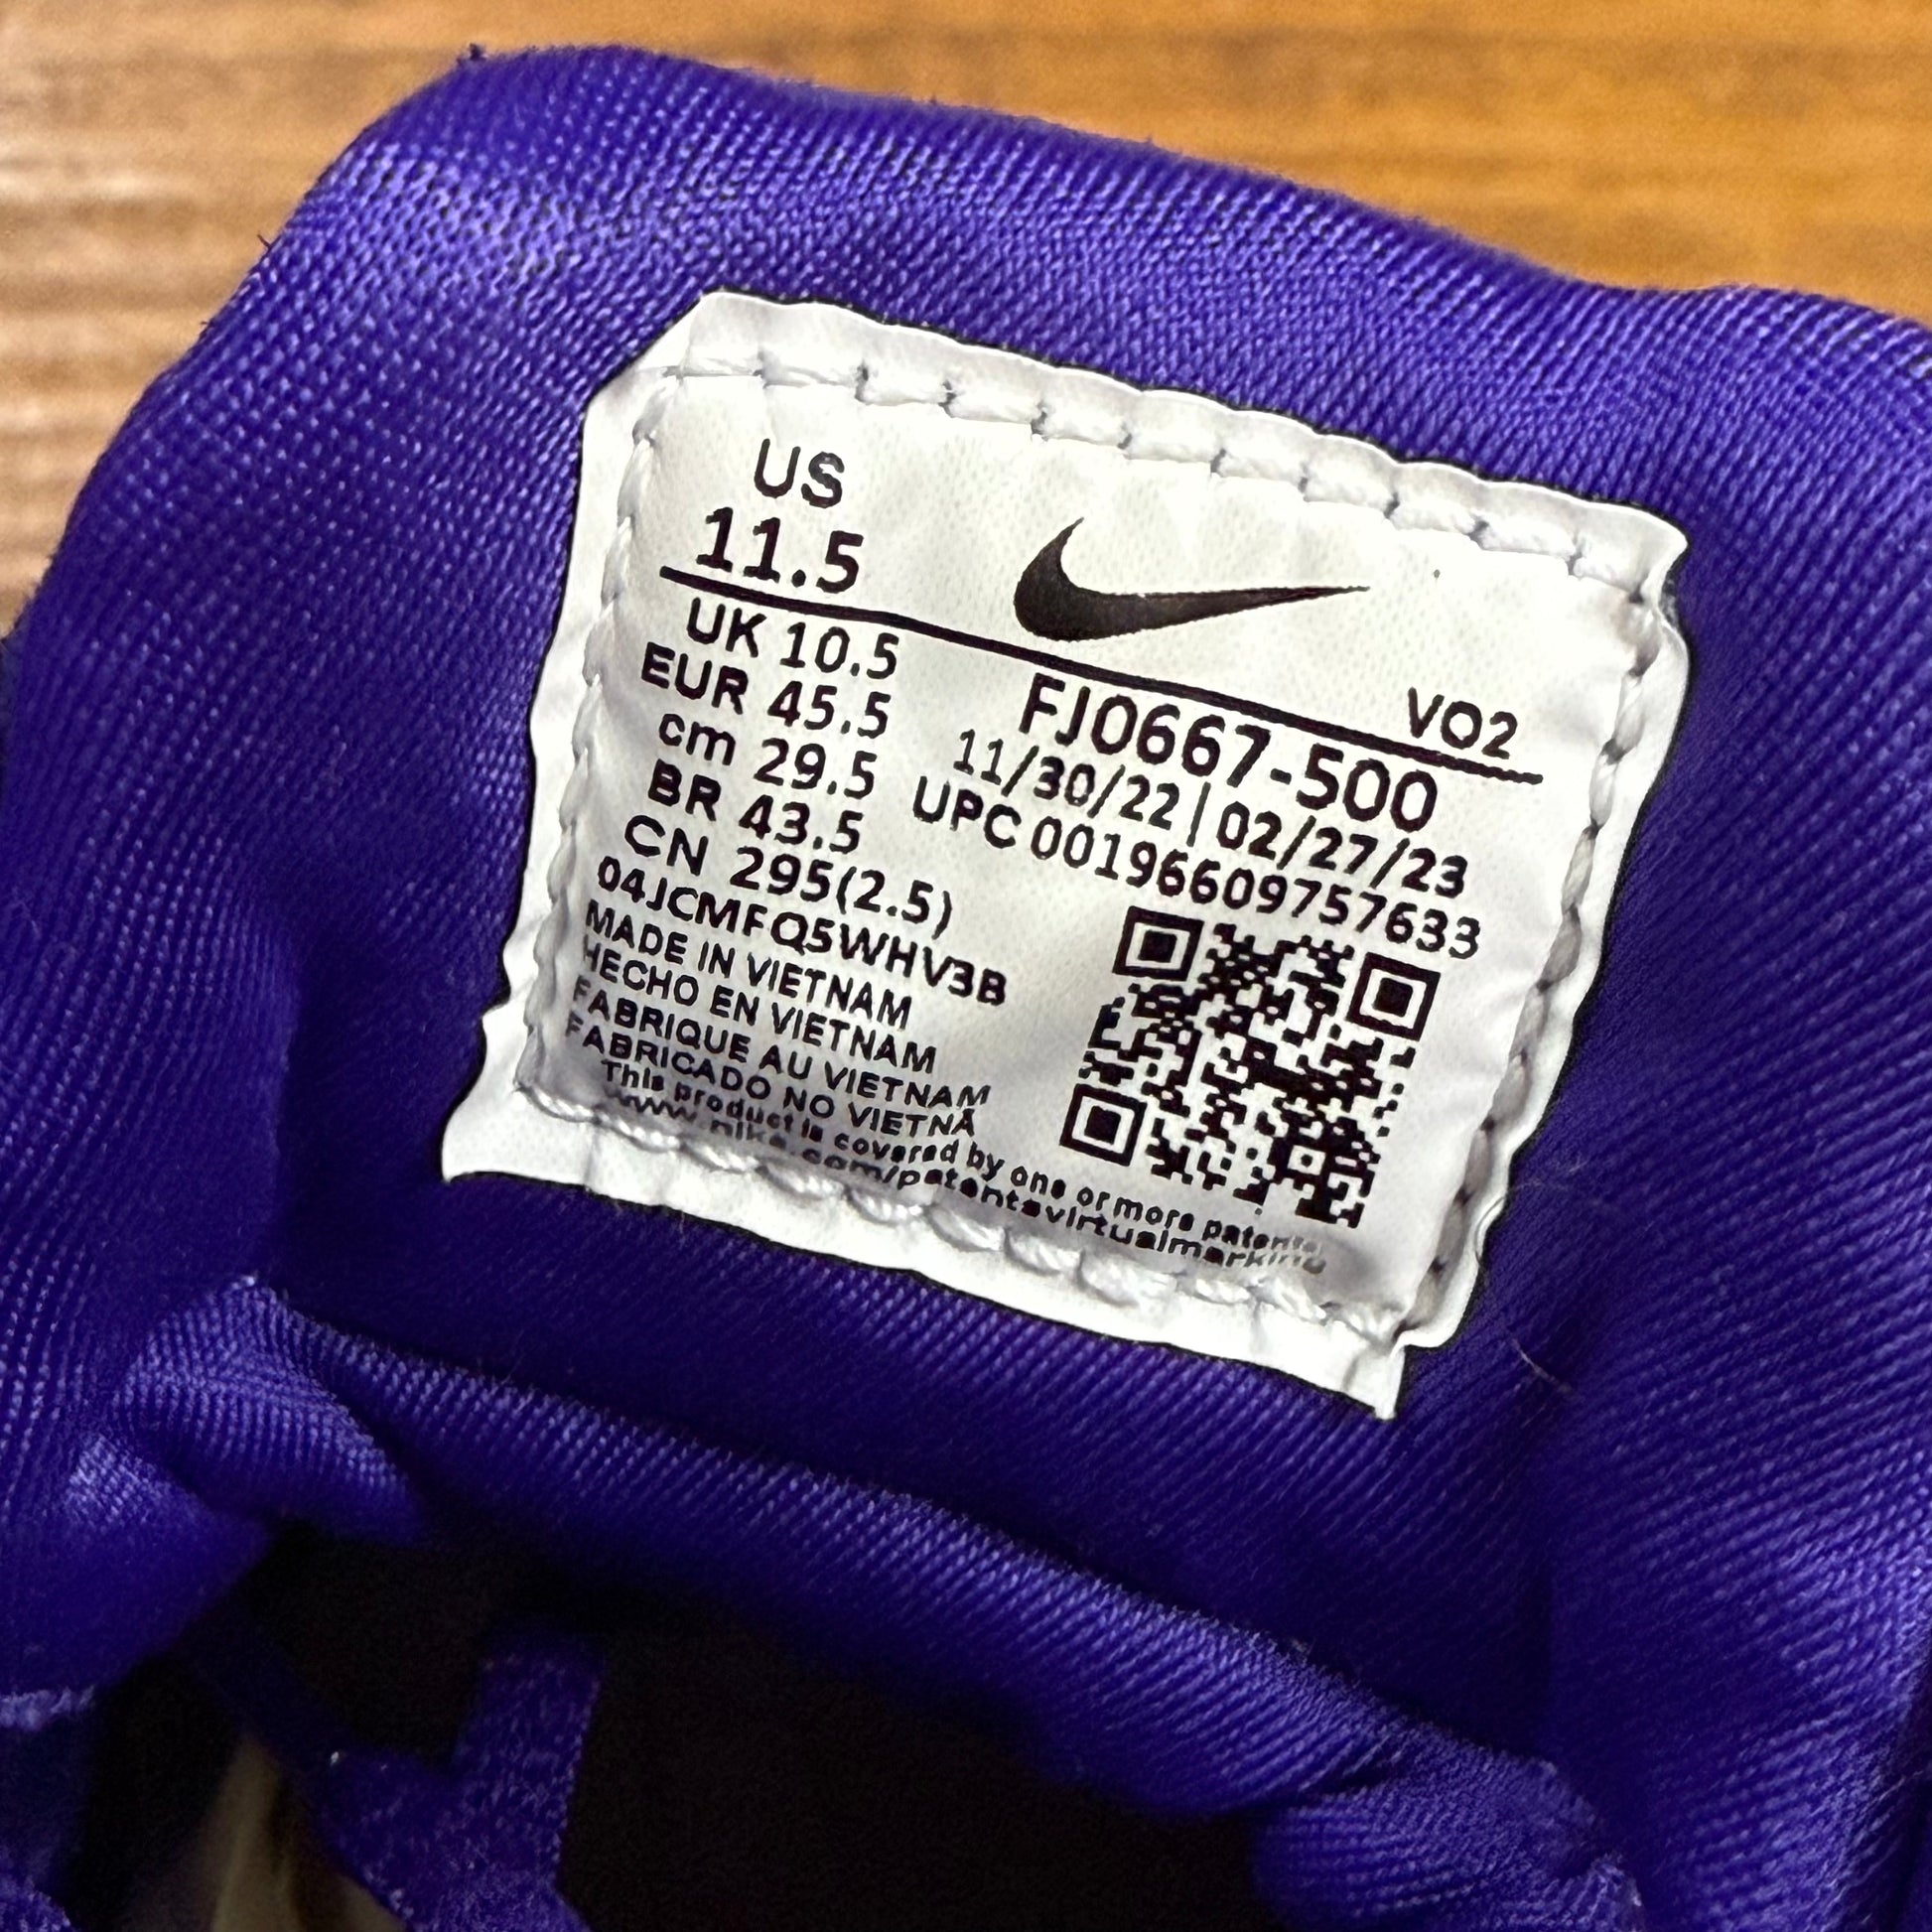 US
11.5
VO2
UK 10.5
EUR 45.5
cm 29.5
BR 43.5
CN 295(2.5)
FJ0667-500
11/30/22 | 02/27/23
UPC 00196609757633
04JCMFQ5WHV3B
MADE IN VIETNAM
HECHO EN VIETNAM
FABRIQUE AU VIETNAM
FABRICADO NO VIETNÃ
This product is covered by one or more patents
www.nike.com/patentsvirtualmarking